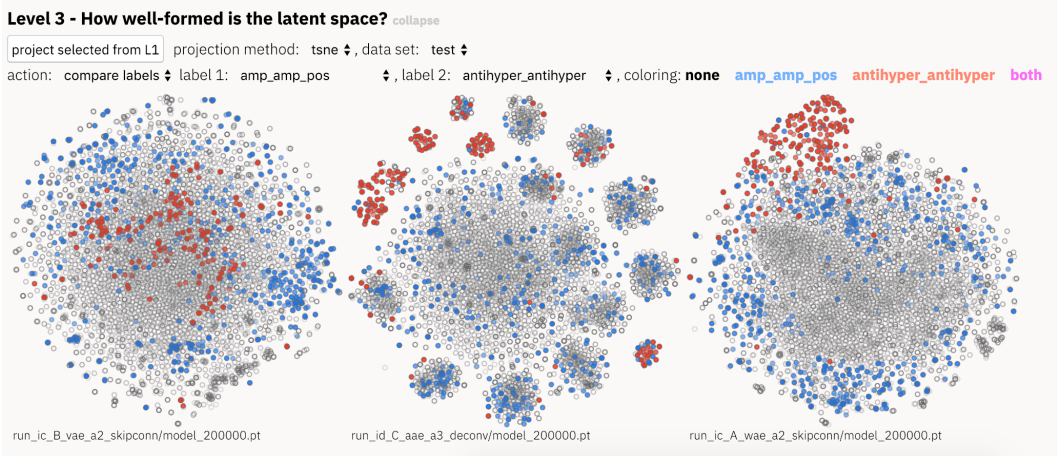 Level 3 - How well-formed is the latent space? collapse
project selected from L1 projection method: tsne , data set: test
action: compare labels label 1: amp_amp_pos , label 2: antihyper_antihyper , coloring: none amp_amp_pos antihyper_antihyper both
run_ic_B_vae_a2_skipconn/model_200000.pt run_id_C_aae_a3_deconv/model_200000.pt run_ic_A_wae_a2_skipconn/model_200000.pt